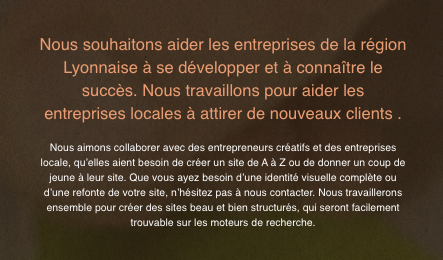 Nous souhaitons aider les entreprises de la région
Lyonnaise à se développer et à connaître le
succès. Nous travaillons pour aider les
entreprises locales à attirer de nouveaux clients .
Nous aimons collaborer avec des entrepreneurs créatifs et des entreprises
locale, qu'elles aient besoin de créer un site de A à Z ou de donner un coup de
jeune à leur site. Que vous ayez besoin d'une identité visuelle complète ou
d'une refonte de votre site, n'hésitez pas à nous contacter. Nous travaillerons
ensemble pour créer des sites beau et bien structurés, qui seront facilement
trouvable sur les moteurs de recherche.